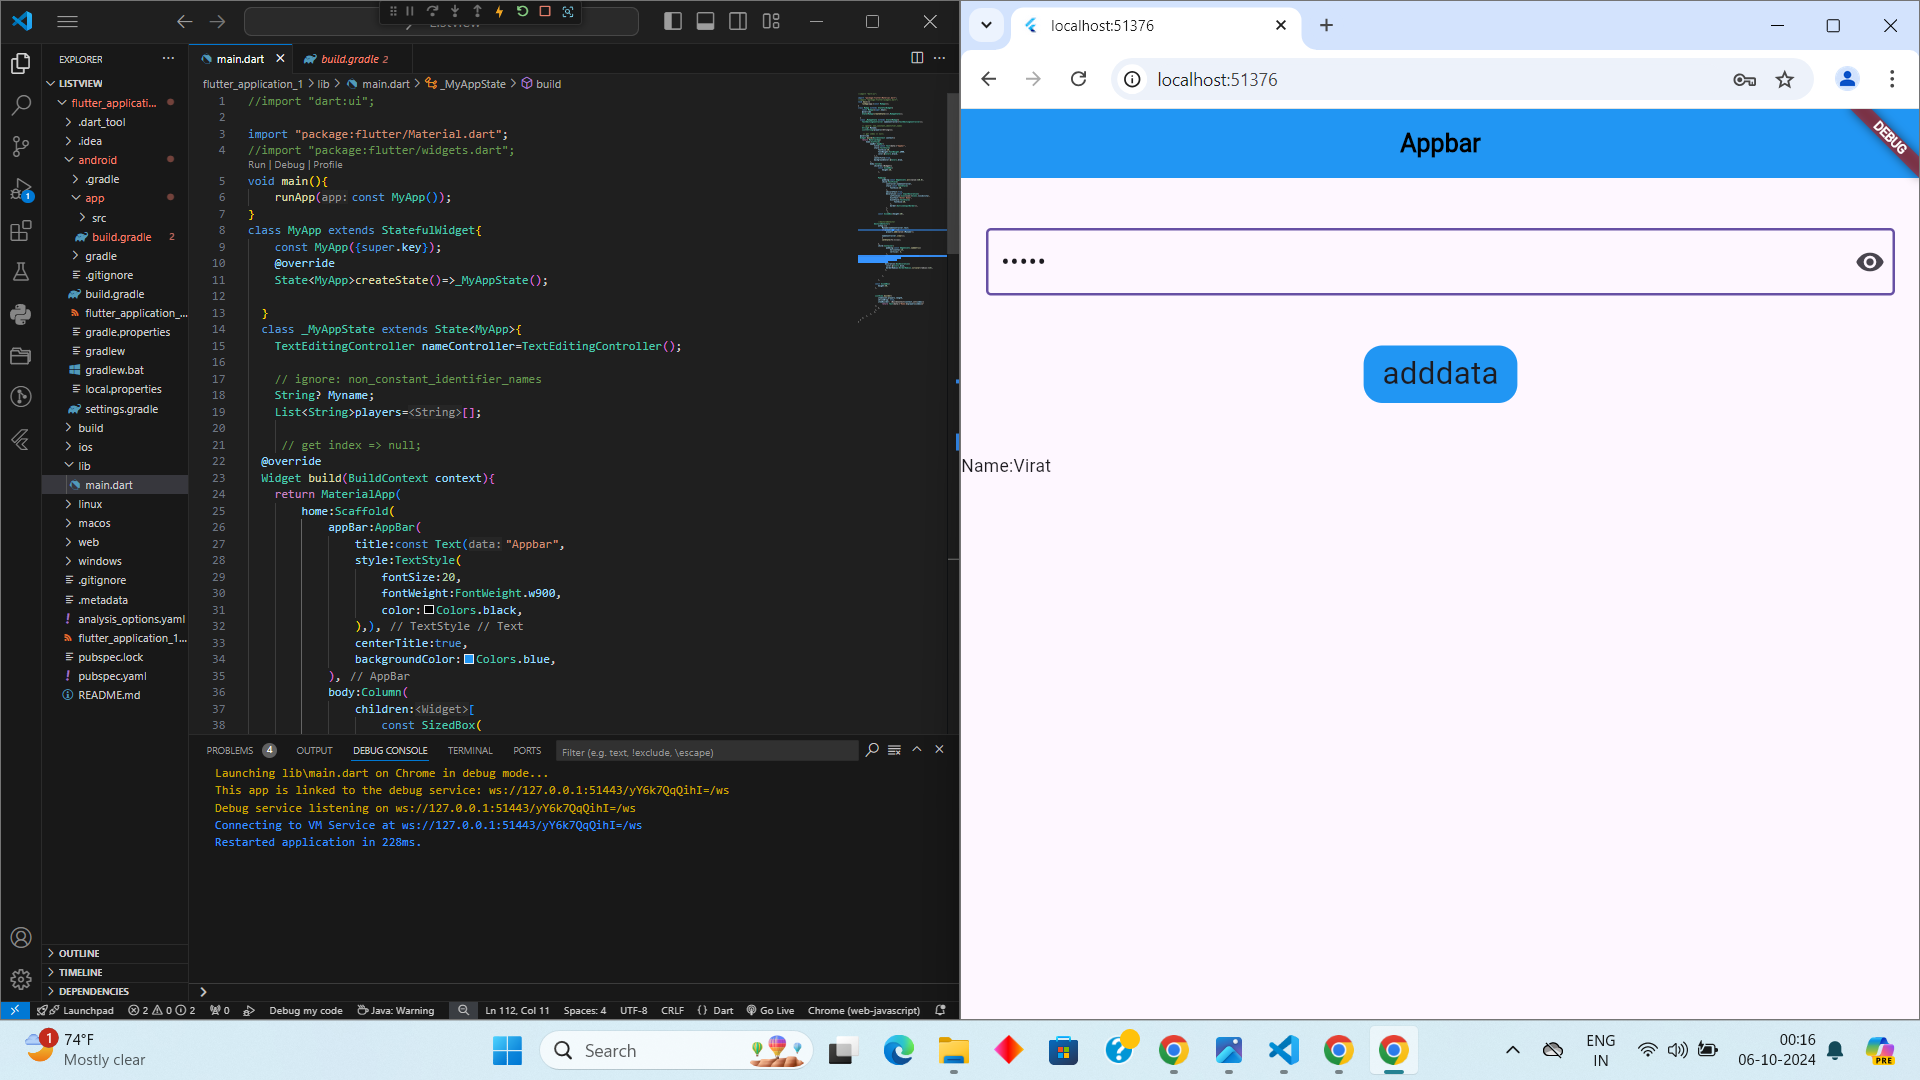 main.dart
build.gradle 2
EXPLORER
flutter_application_1 > lib > main.dart > _MyAppState > build
LISTVIEW
flutter_applicati...
.dart_tool
.idea
android
.gradle
app
src
build.gradle 2
gradle
.gitignore
build.gradle
flutter_application_...
gradle.properties
gradlew
gradlew.bat
local.properties
settings.gradle
build
ios
lib
main.dart
linux
macos
web
windows
.gitignore
.metadata
analysis_options.yaml
flutter_application_1...
pubspec.lock
pubspec.yaml
README.md
OUTLINE
TIMELINE
DEPENDENCIES
1 //import "dart:ui";
2
3 import "package:flutter/Material.dart";
4 //import "package:flutter/widgets.dart";
Run | Debug | Profile
5 void main(){
6 runApp(app: const MyApp());
7 }
8 class MyApp extends StatefulWidget{
9 const MyApp({super.key});
10 @override
11 State<MyApp>createState()=>_MyAppState();
12
13 }
14 class _MyAppState extends State<MyApp>{
15 TextEditingController nameController=TextEditingController();
16
17 // ignore: non_constant_identifier_names
18 String? Myname;
19 List<String>players=<String>[];
20
21 // get index => null;
22 @override
23 Widget build(BuildContext context){
24 return MaterialApp(
25 home:Scaffold(
26 appBar:AppBar(
27 title:const Text(data: "Appbar",
28 style:TextStyle(
29 fontSize:20,
30 fontWeight:FontWeight.w900,
31 color:Colors.black,
32 ),), // TextStyle // Text
33 centerTitle:true,
34 backgroundColor:Colors.blue,
35 ), // AppBar
36 body:Column(
37 children:<Widget>[
38 const SizedBox(
PROBLEMS 4 OUTPUT DEBUG CONSOLE TERMINAL PORTS Filter (e.g. text, !exclude, \escape)
Launching lib\main.dart on Chrome in debug mode...
This app is linked to the debug service: ws://127.0.0.1:51443/yY6k7QqQihI=/ws
Debug service listening on ws://127.0.0.1:51443/yY6k7QqQihI=/ws
Connecting to VM Service at ws://127.0.0.1:51443/yY6k7QqQihI=/ws
Restarted application in 228ms.
Launchpad 2 0 2 0 Debug my code Java: Warning Ln 112, Col 11 Spaces: 4 UTF-8 CRLF {} Dart Go Live Chrome (web-javascript)
localhost:51376
localhost:51376
Appbar
DEBUG
•••••
adddata
Name:Virat
1
74°F
Mostly clear
Search
ENG
IN
00:16
06-10-2024
PRE